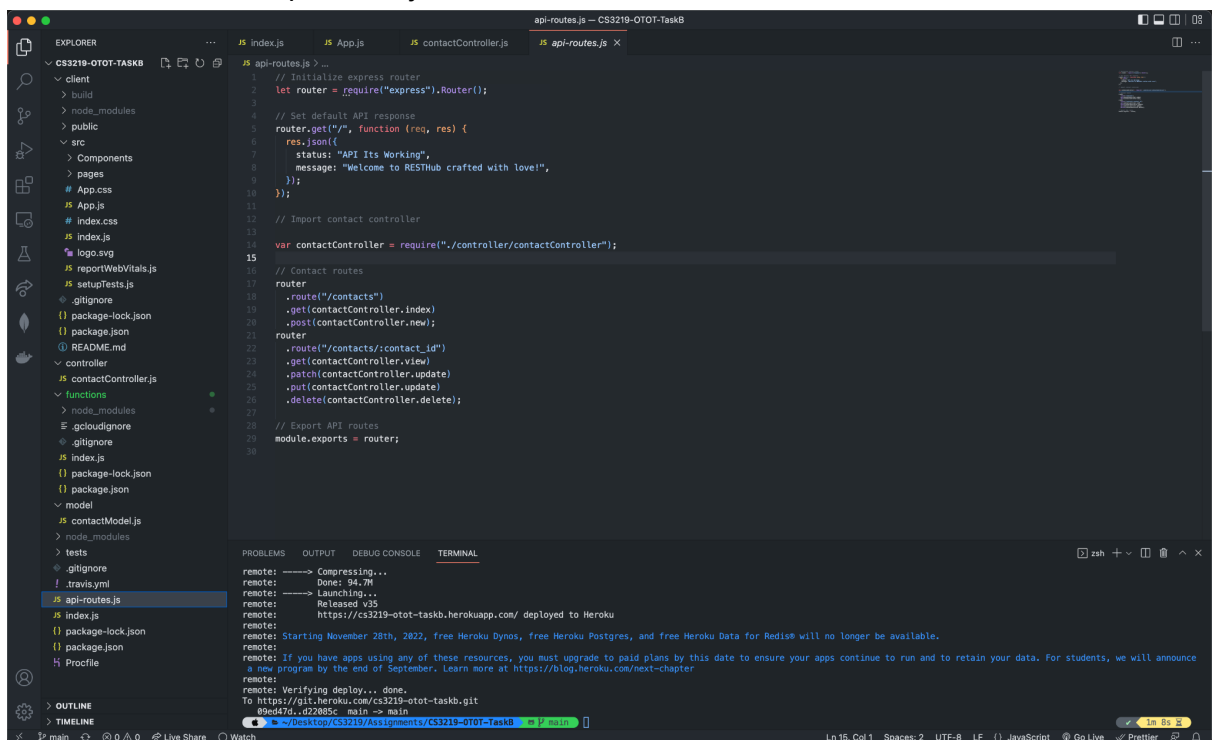 api-routes.js — CS3219-OTOT-TaskB
EXPLORER
CS3219-OTOT-TASKB
client
build
node_modules
public
src
Components
pages
# App.css
JS App.js
# index.css
JS index.js
logo.svg
JS reportWebVitals.js
JS setupTests.js
.gitignore
{} package-lock.json
{} package.json
README.md
controller
JS contactController.js
functions
node_modules
.gcloudignore
.gitignore
JS index.js
{} package-lock.json
{} package.json
model
JS contactModel.js
node_modules
tests
.gitignore
! .travis.yml
JS api-routes.js
JS index.js
{} package-lock.json
{} package.json
Procfile
OUTLINE
TIMELINE
JS index.js JS App.js JS contactController.js JS api-routes.js ×
JS api-routes.js > ...
1 // Initialize express router
2 let router = require("express").Router();
3
4 // Set default API response
5 router.get("/", function (req, res) {
6 res.json({
7 status: "API Its Working",
8 message: "Welcome to RESTHub crafted with love!",
9 });
10 });
11
12 // Import contact controller
13
14 var contactController = require("./controller/contactController");
15
16 // Contact routes
17 router
18 .route("/contacts")
19 .get(contactController.index)
20 .post(contactController.new);
21 router
22 .route("/contacts/:contact_id")
23 .get(contactController.view)
24 .patch(contactController.update)
25 .put(contactController.update)
26 .delete(contactController.delete);
27
28 // Export API routes
29 module.exports = router;
30
PROBLEMS OUTPUT DEBUG CONSOLE TERMINAL zsh
remote: -----> Compressing...
remote: Done: 94.7M
remote: -----> Launching...
remote: Released v35
remote: https://cs3219-otot-taskb.herokuapp.com/ deployed to Heroku
remote:
remote: Starting November 28th, 2022, free Heroku Dynos, free Heroku Postgres, and free Heroku Data for Redis® will no longer be available.
remote:
remote: If you have apps using any of these resources, you must upgrade to paid plans by this date to ensure your apps continue to run and to retain your data. For students, we will announce
a new program by the end of September. Learn more at https://blog.heroku.com/next-chapter
remote:
remote: Verifying deploy... done.
To https://git.heroku.com/cs3219-otot-taskb.git
09ed47d..d22085c main -> main
~/Desktop/CS3219/Assignments/CS3219-OTOT-TaskB main 1m 8s
main 0 0 Live Share Watch Ln 15, Col 1 Spaces: 2 UTF-8 LF {} JavaScript Go Live Prettier